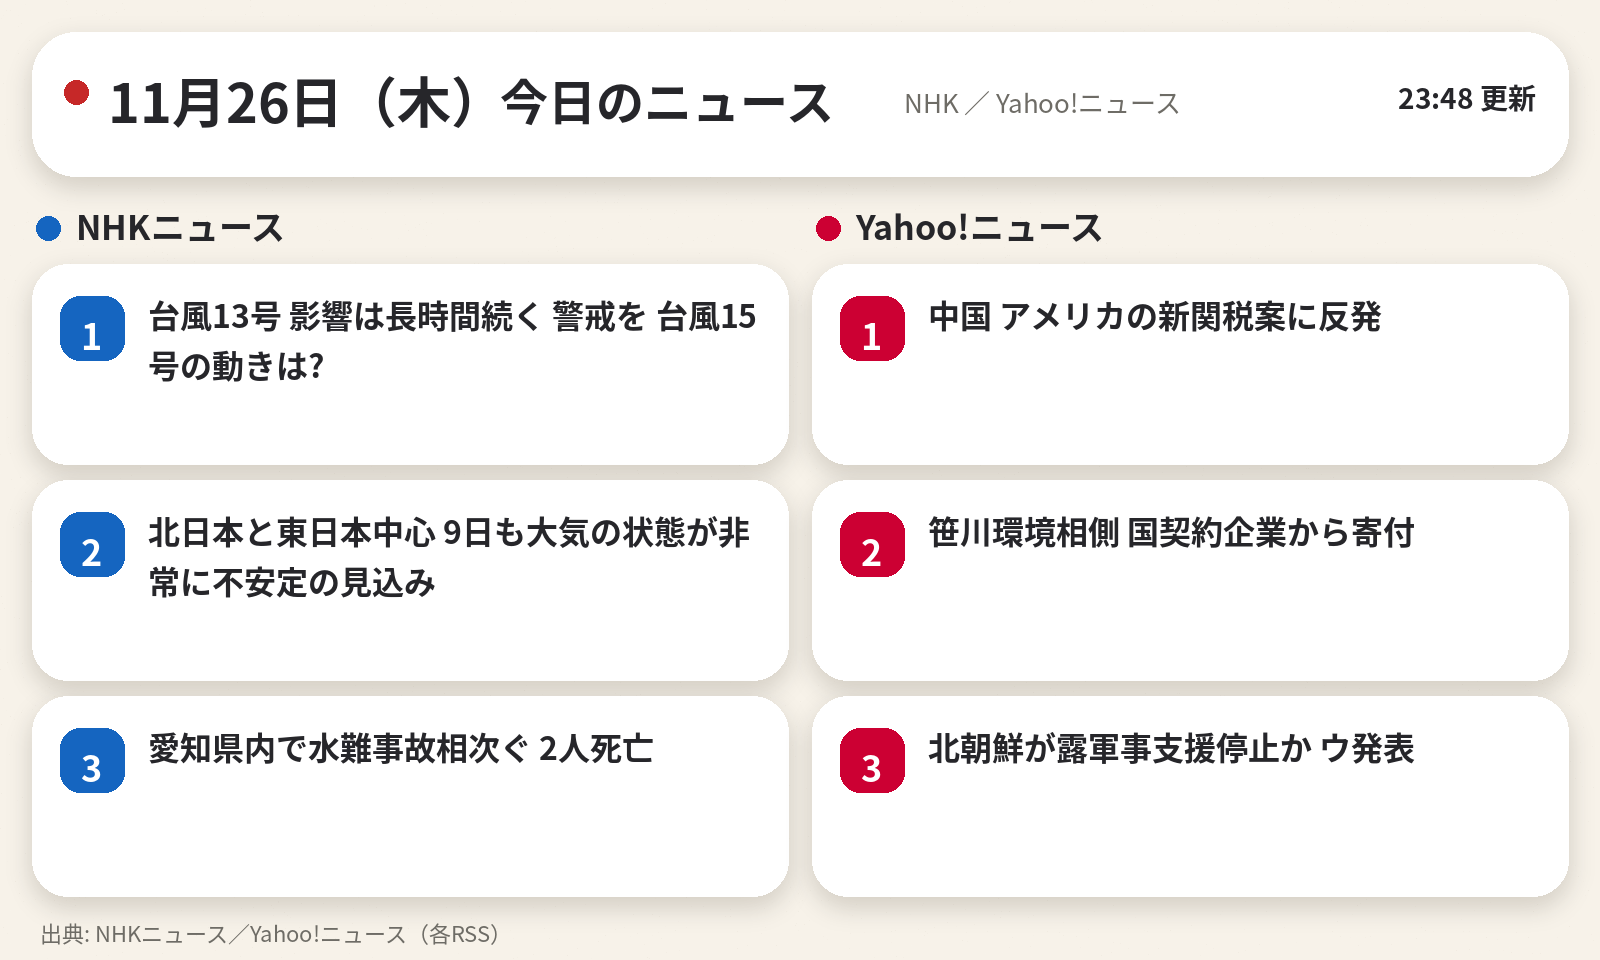 11月26日（木）今日のニュース
NHK ／ Yahoo!ニュース
23:48 更新
NHKニュース
1
台風13号 影響は長時間続く 警戒を 台風15
号の動きは?
2
北日本と東日本中心 9日も大気の状態が非
常に不安定の見込み
3
愛知県内で水難事故相次ぐ 2人死亡
Yahoo!ニュース
1
中国 アメリカの新関税案に反発
2
笹川環境相側 国契約企業から寄付
3
北朝鮮が露軍事支援停止か ウ発表
出典: NHKニュース／Yahoo!ニュース（各RSS）